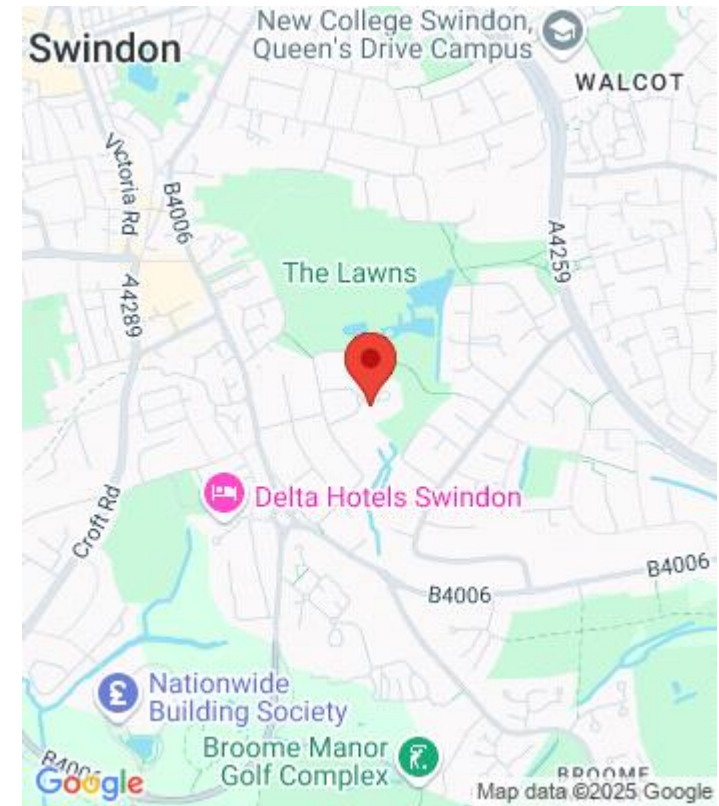 New College Swindon,
Queen's Drive Campus
Swindon
WALCOT
Victoria Rd
B4006
A4259
The Lawns
A4289
Delta Hotels Swindon
Croft Rd
B4006
B4006
Nationwide
Building Society
Broome Manor
Golf Complex
B4006
BROOME
Google
Map data ©2025 Google